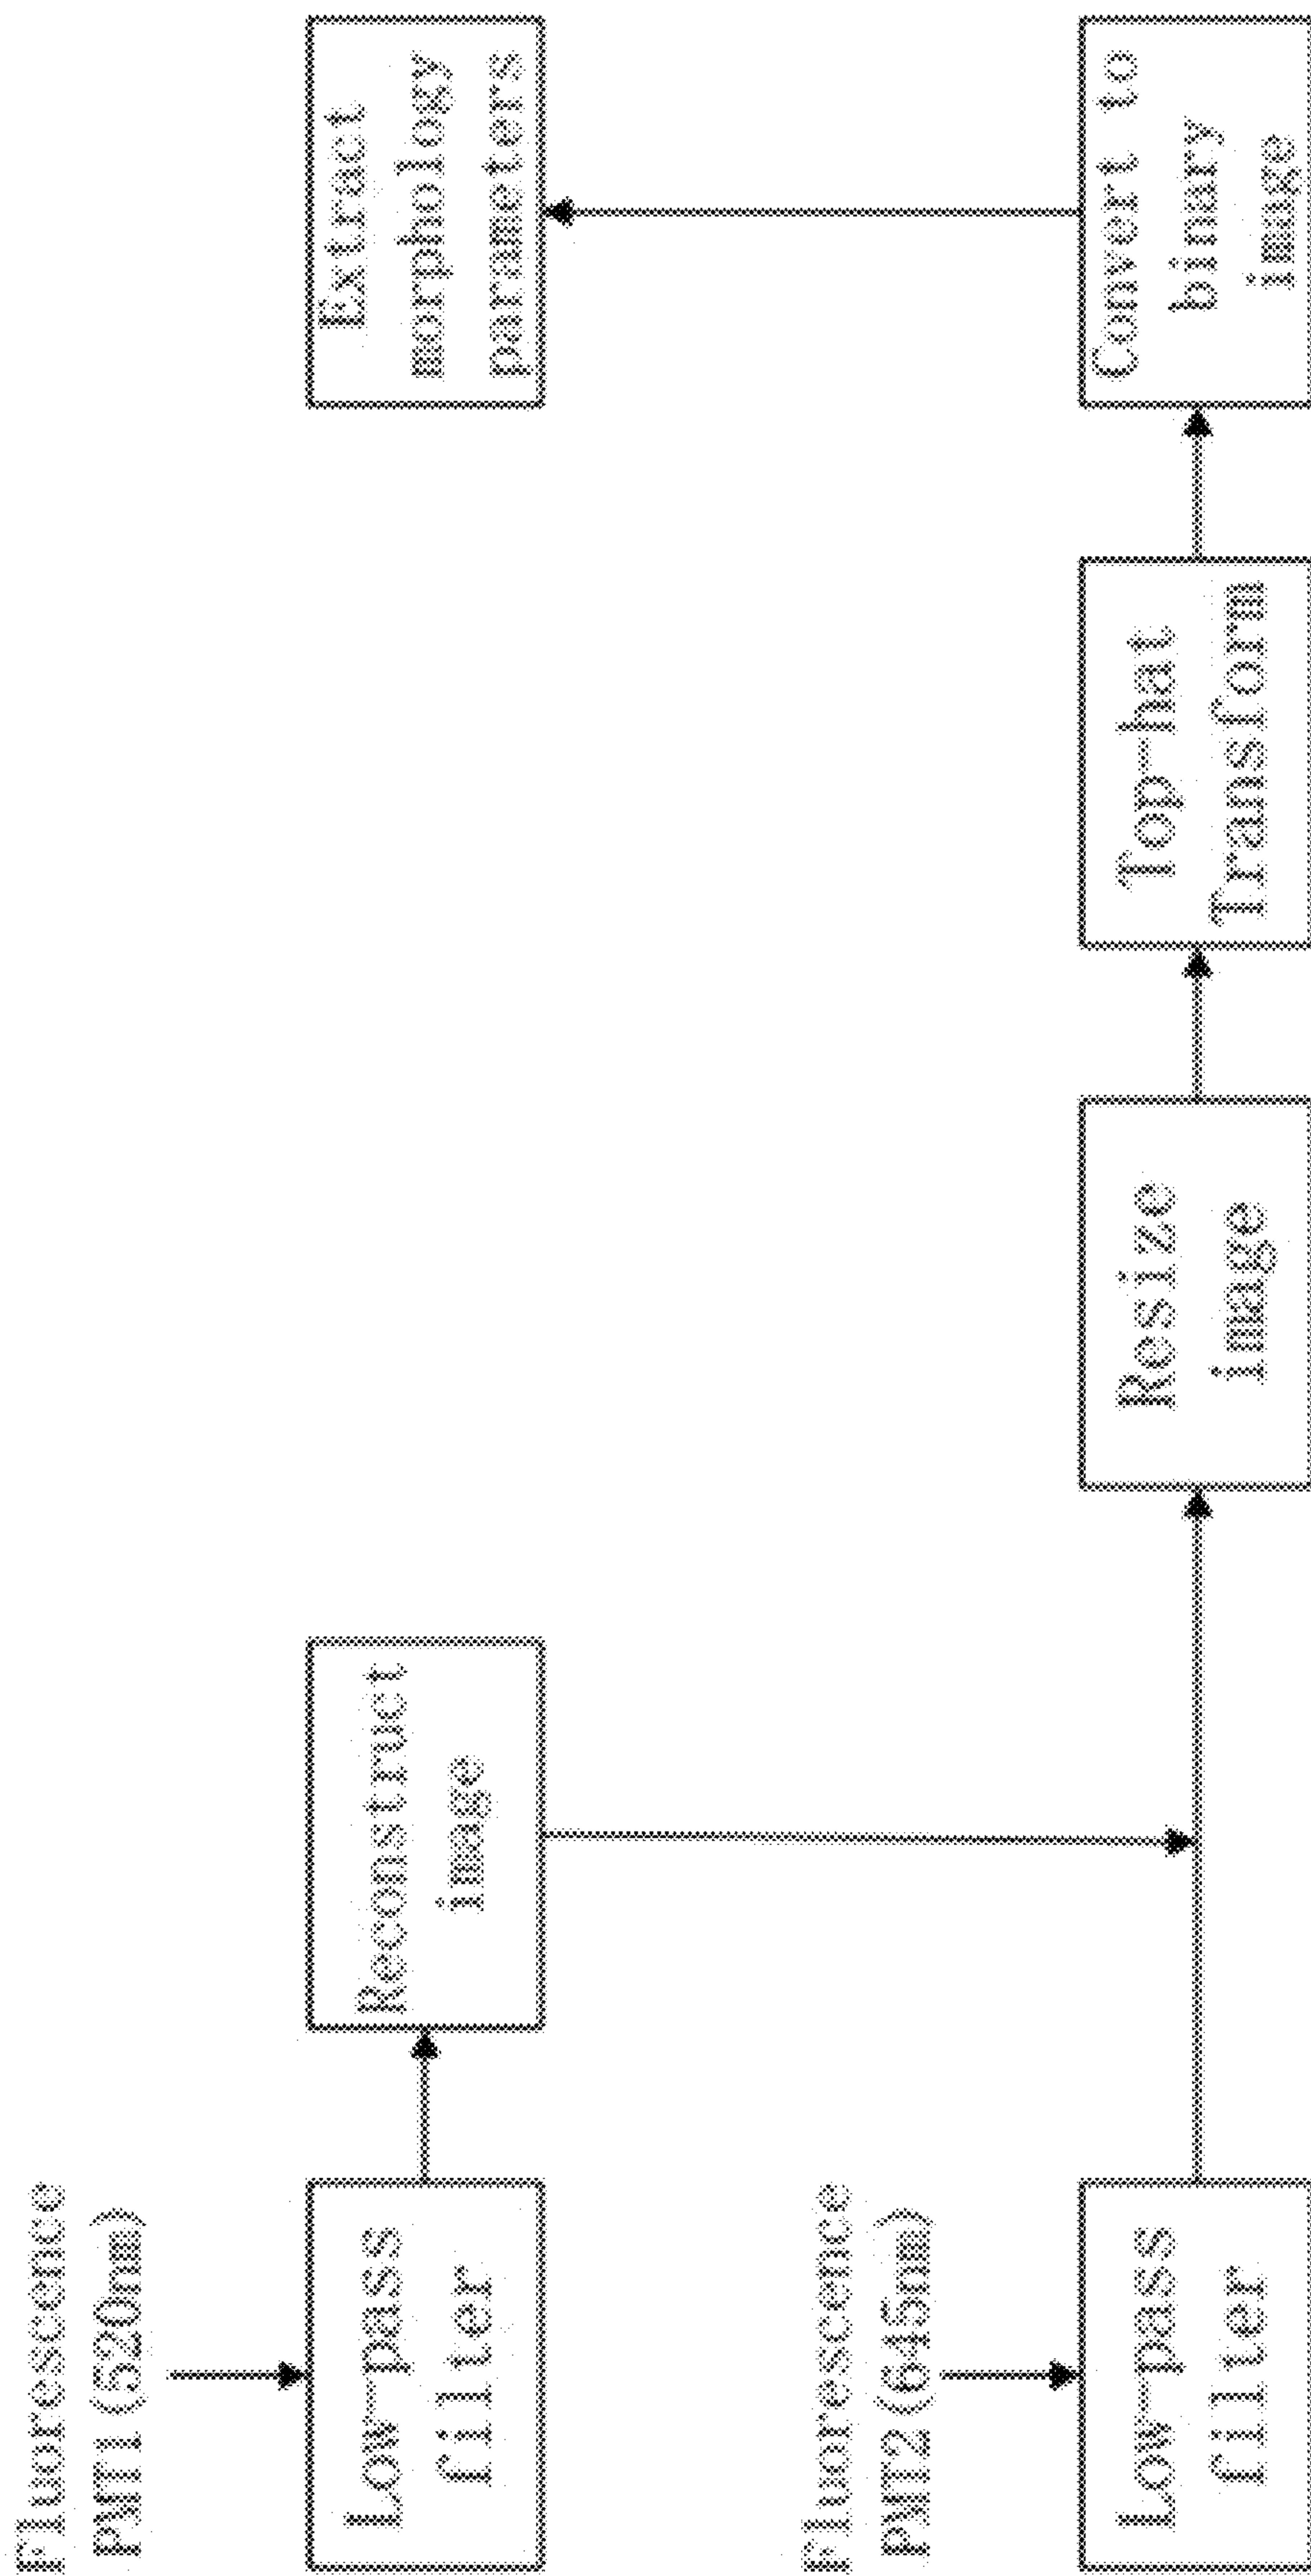 Fluorescence
PMT1(520nm)
Low-pass
filter
Reconstruct
image
Extract
morphology
parameters
Fluorescence
PMT2(645nm)
Low-pass
filter
Resize
image
Top-hat
Transform
Convert to
binary
image